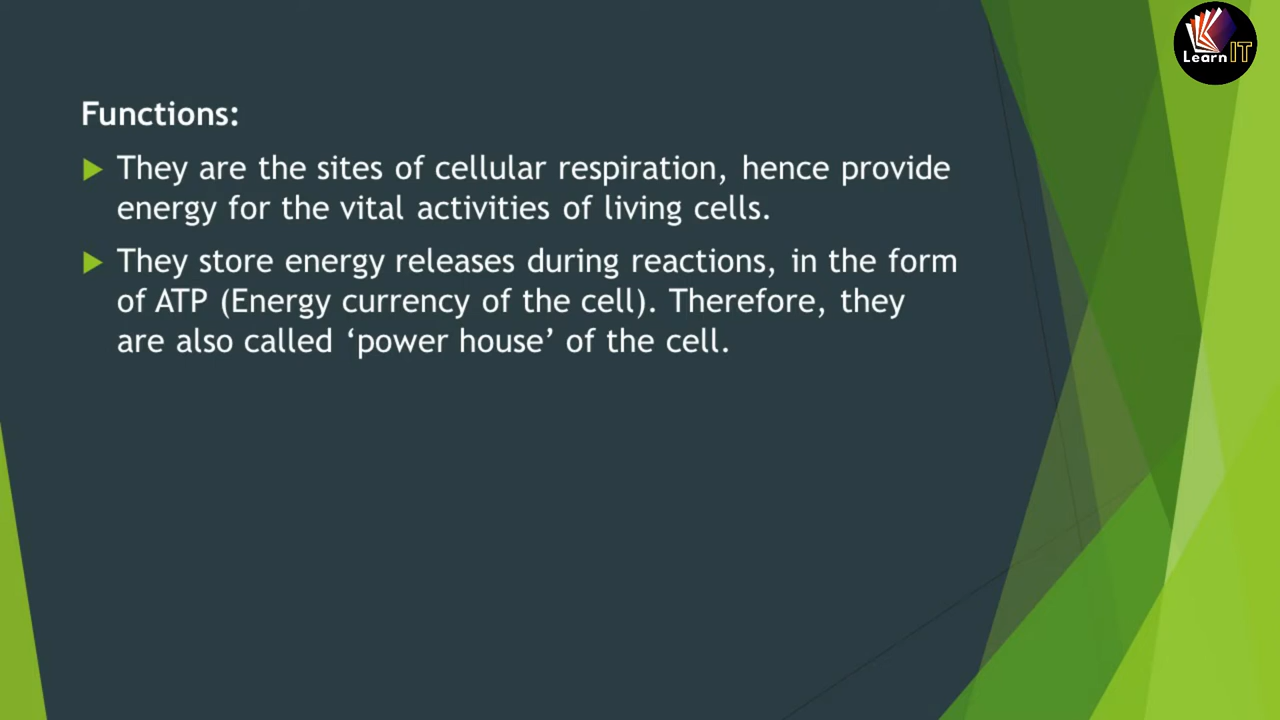 Learn IT
Functions:
They are the sites of cellular respiration, hence provide
energy for the vital activities of living cells.
They store energy releases during reactions, in the form
of ATP (Energy currency of the cell). Therefore, they
are also called ‘power house’ of the cell.